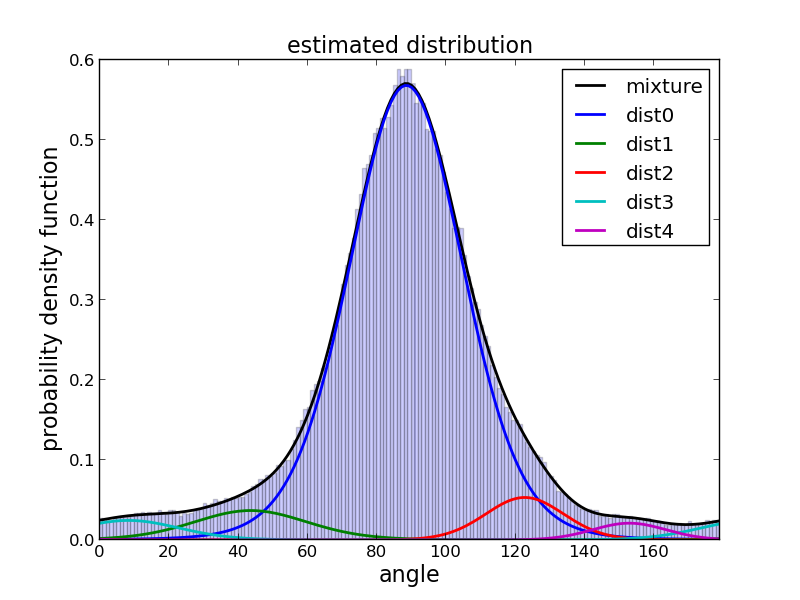 estimated distribution
probability density function
0.6
0.5
0.4
0.3
0.2
0.1
0.0
mixture
dist0
dist1
dist2
dist3
dist4
0 20 40 60 80 100 120 140 160
angle